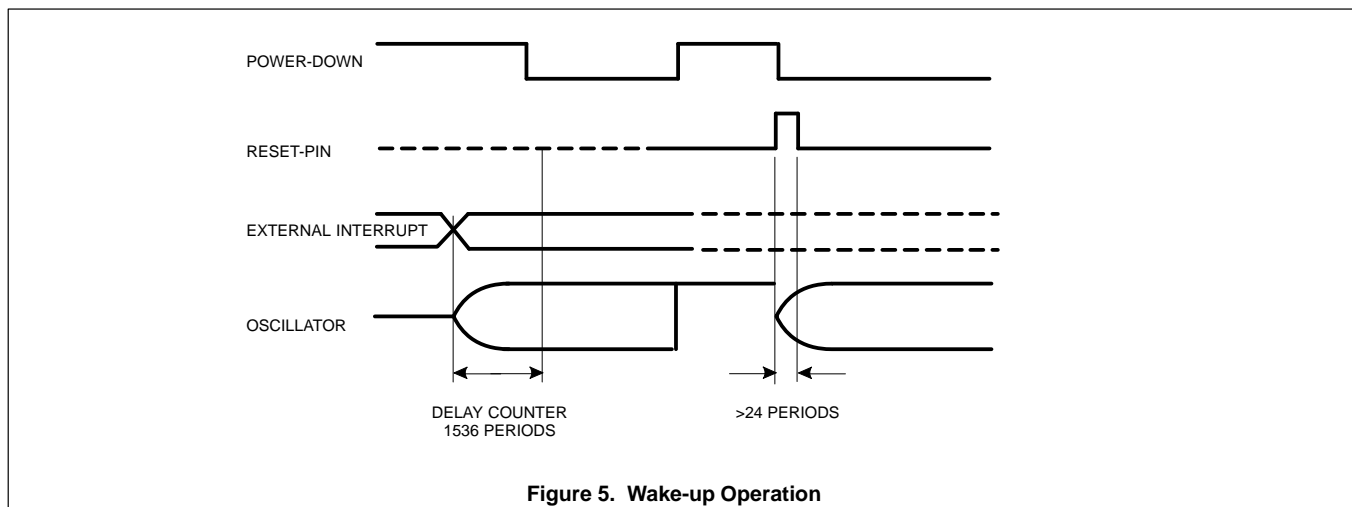 POWER-DOWN
RESET-PIN
EXTERNAL INTERRUPT
OSCILLATOR
DELAY COUNTER
1536 PERIODS
>24 PERIODS
Figure 5. Wake-up Operation